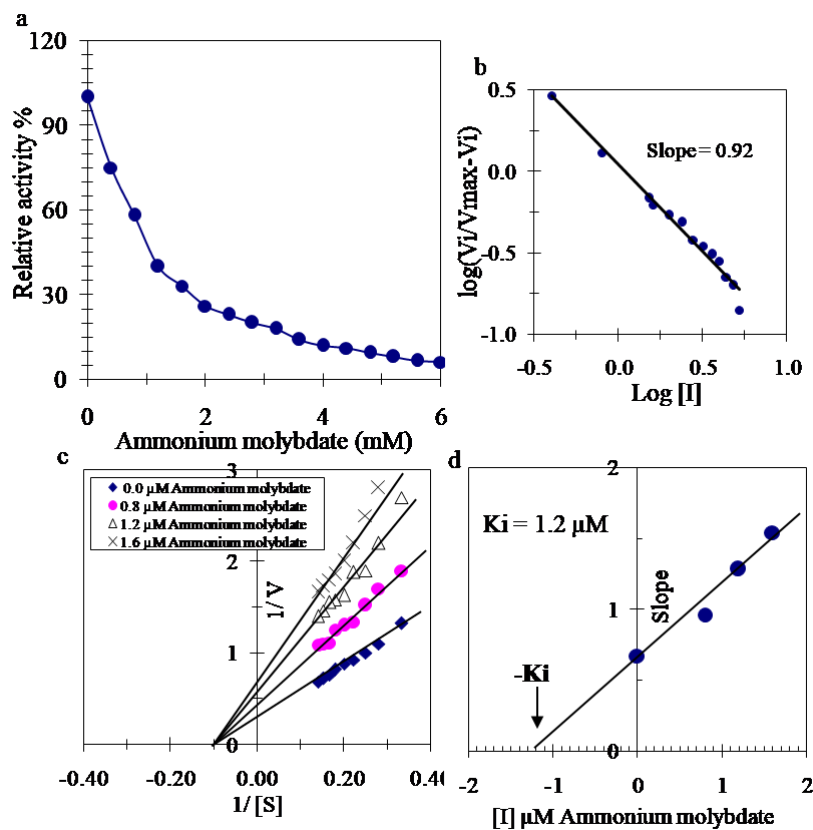 a
120
90
60
30
0
Relative activity %
0 2 4 6
Ammonium molybdate (mM)
b
0.5
0.0
-0.5
-1.0
log(Vi/Vmax-Vi)
Slope = 0.92
-0.5 0.0 0.5 1.0
Log [I]
c
3
2
1
0
1/ V
0.0 µM Ammonium molybdate
0.8 µM Ammonium molybdate
1.2 µM Ammonium molybdate
1.6 µM Ammonium molybdate
-0.40 -0.20 0.00 0.20 0.40
1/ [S]
d
2
1
0
Slope
Ki = 1.2 µM
-Ki
-2 -1 0 1 2
[I] µM Ammonium molybdate